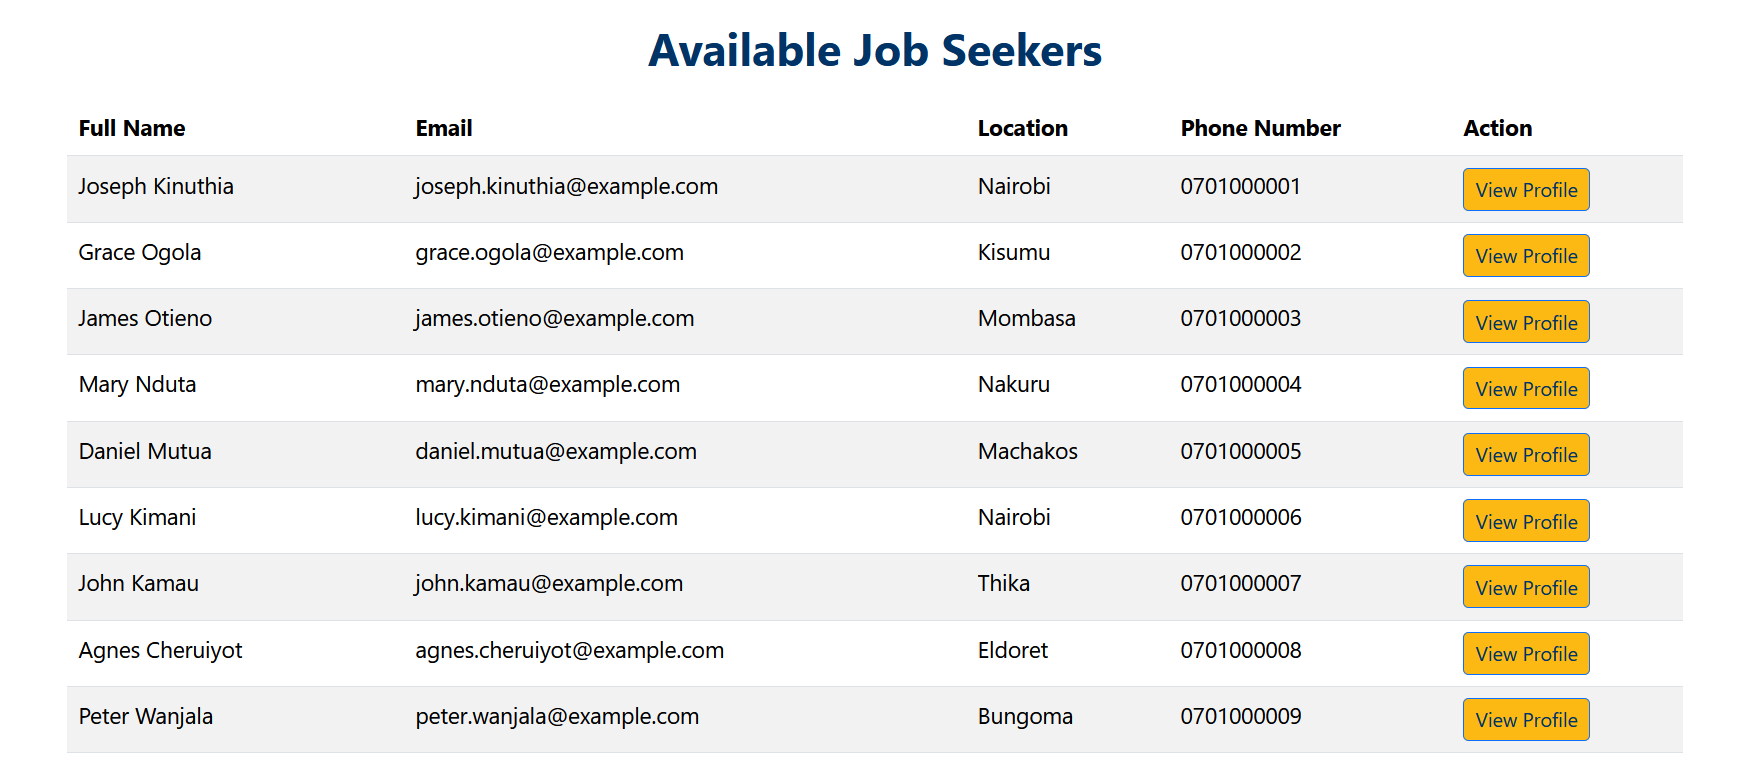 Available Job Seekers
Full Name Email Location Phone Number Action
Joseph Kinuthia joseph.kinuthia@example.com Nairobi 0701000001 View Profile
Grace Ogola grace.ogola@example.com Kisumu 0701000002 View Profile
James Otieno james.otieno@example.com Mombasa 0701000003 View Profile
Mary Nduta mary.nduta@example.com Nakuru 0701000004 View Profile
Daniel Mutua daniel.mutua@example.com Machakos 0701000005 View Profile
Lucy Kimani lucy.kimani@example.com Nairobi 0701000006 View Profile
John Kamau john.kamau@example.com Thika 0701000007 View Profile
Agnes Cheruiyot agnes.cheruiyot@example.com Eldoret 0701000008 View Profile
Peter Wanjala peter.wanjala@example.com Bungoma 0701000009 View Profile